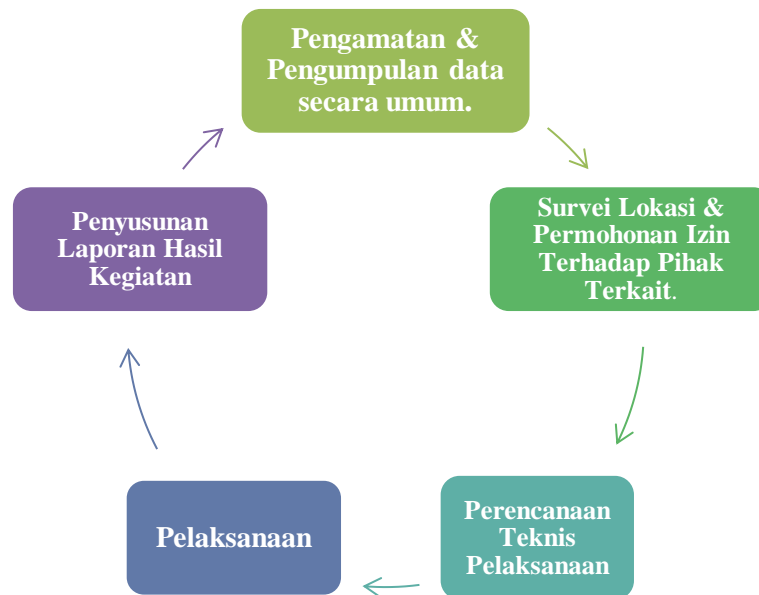 Pengamatan &
Pengumpulan data
secara umum.
Survei Lokasi &
Permohonan Izin
Terhadap Pihak
Terkait.
Perencanaan
Teknis
Pelaksanaan
Pelaksanaan
Penyusunan
Laporan Hasil
Kegiatan